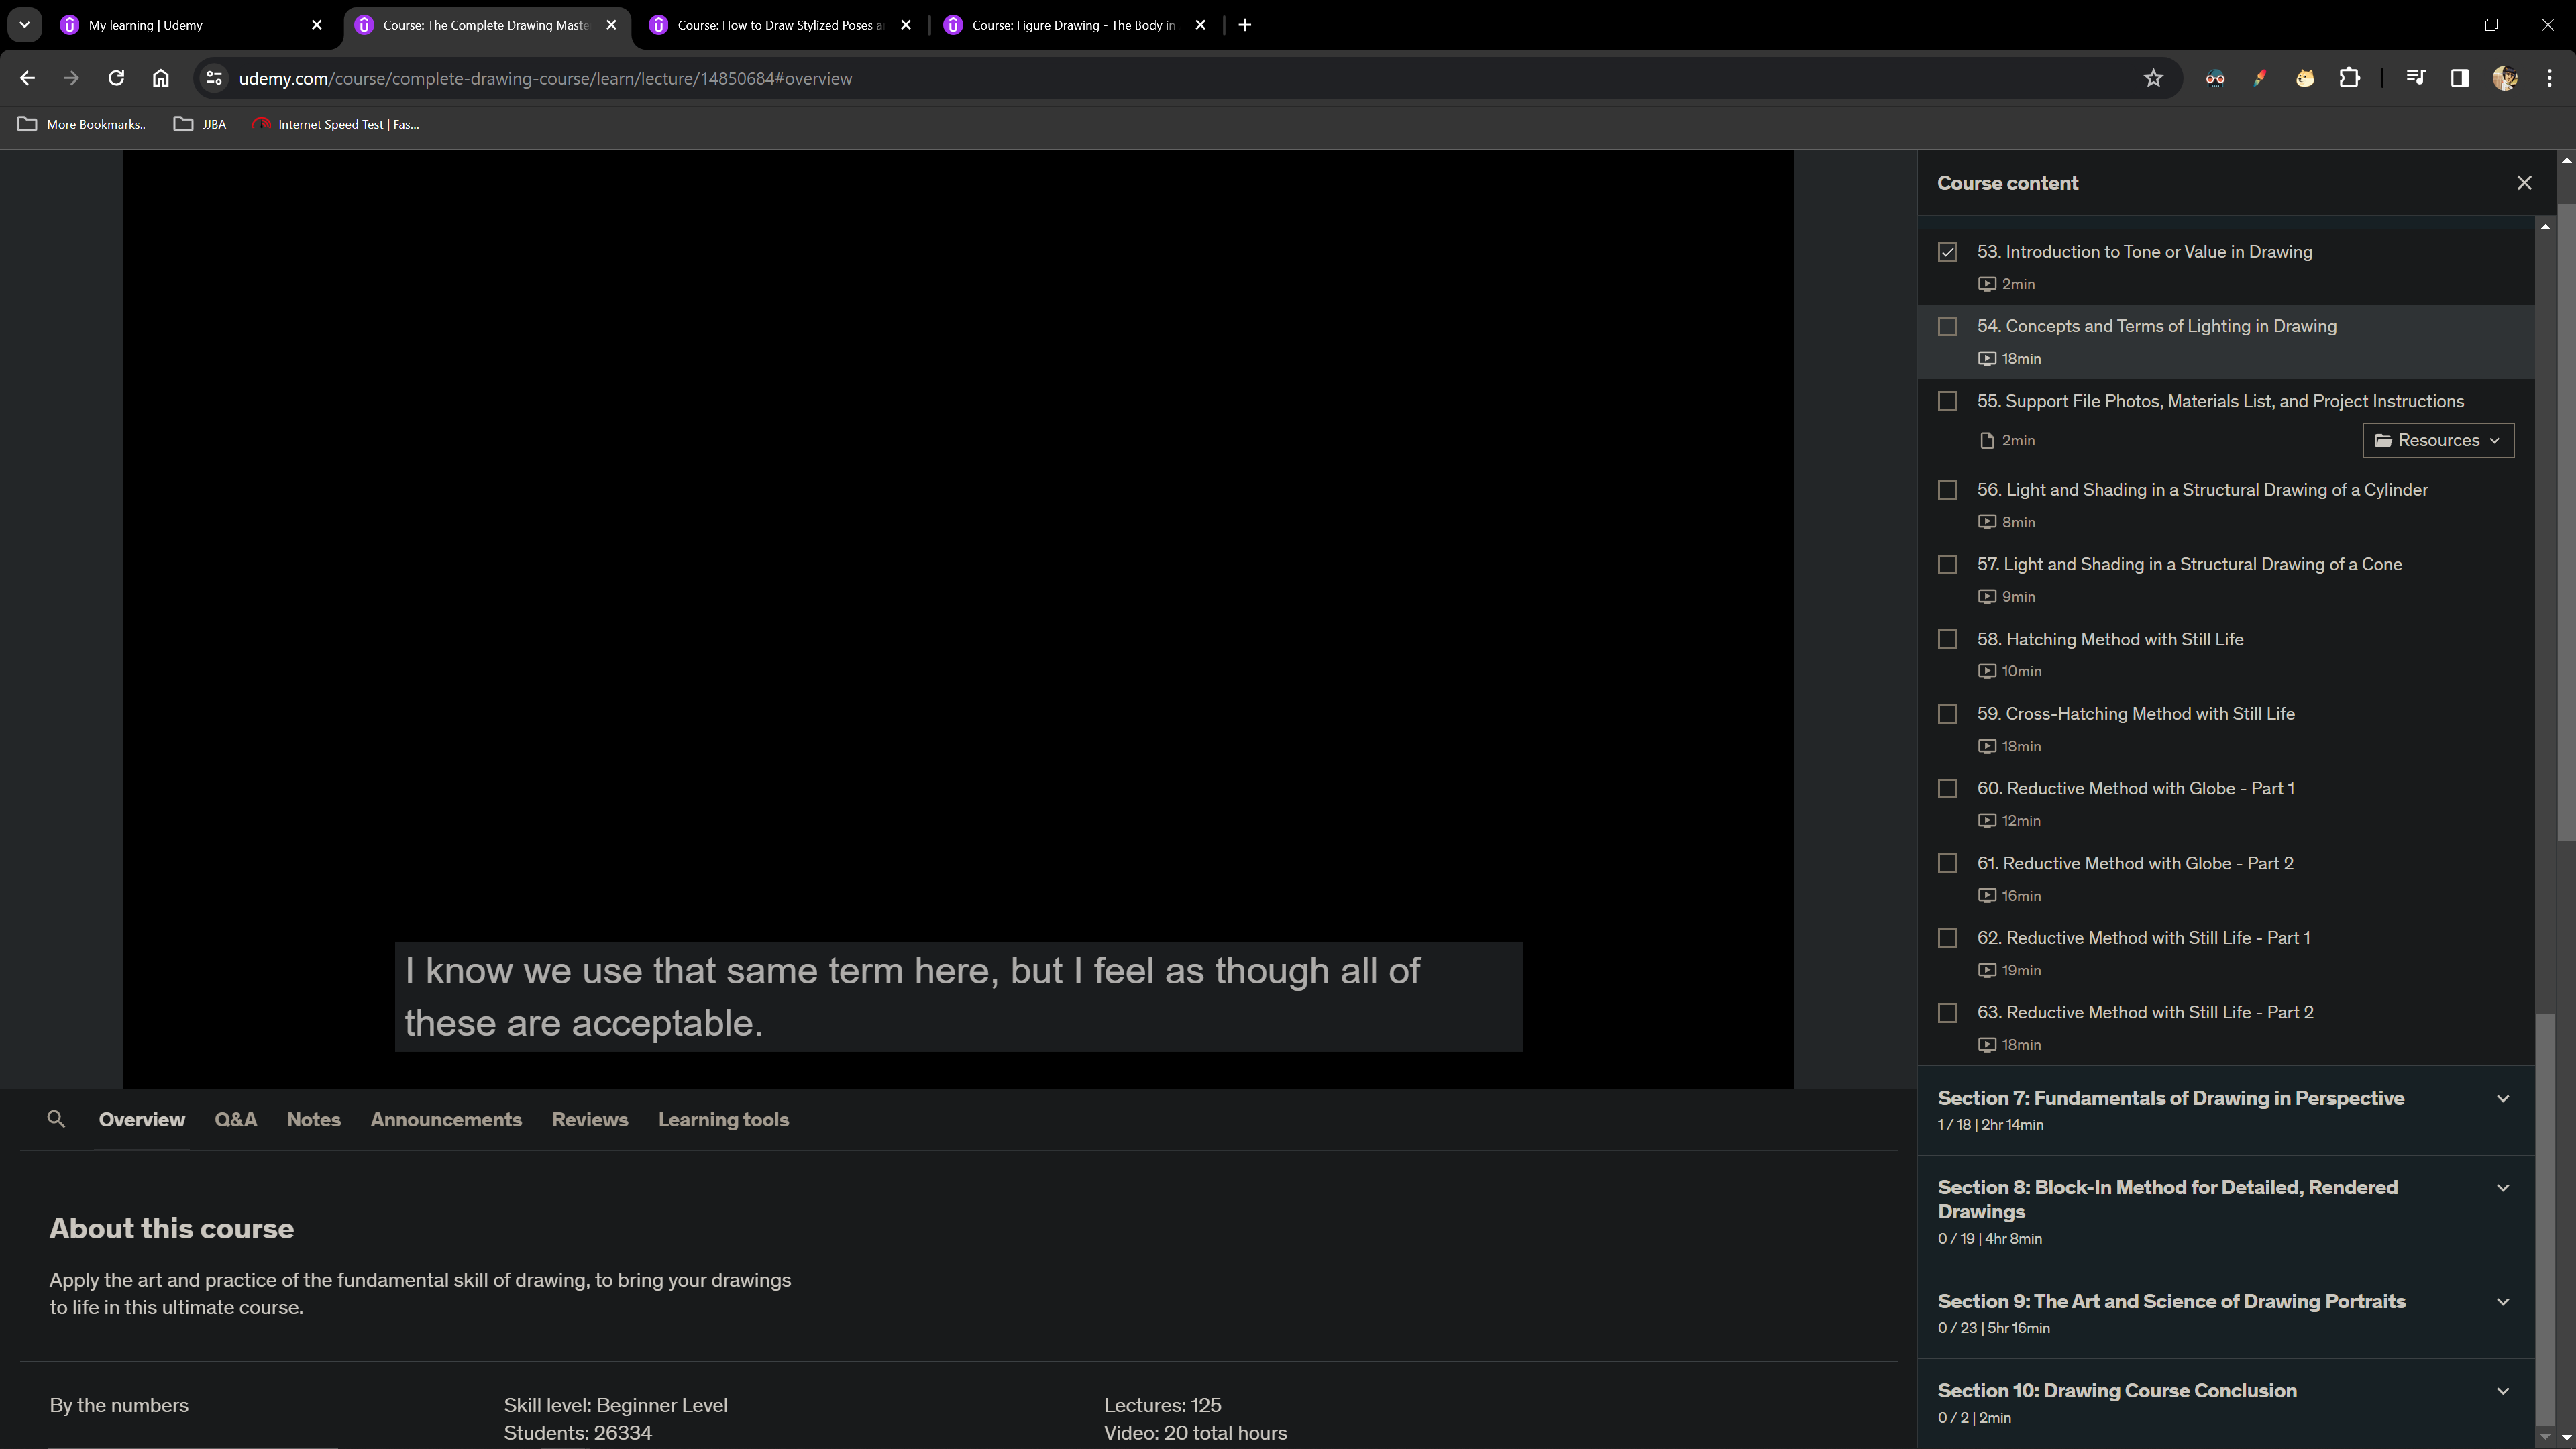 My learning | Udemy
Course: The Complete Drawing Maste
Course: How to Draw Stylized Poses a
Course: Figure Drawing - The Body in
udemy.com/course/complete-drawing-course/learn/lecture/14850684#overview
More Bookmarks..
JJBA
Internet Speed Test | Fas...
I know we use that same term here, but I feel as though all of
these are acceptable.
Overview
Q&A
Notes
Announcements
Reviews
Learning tools
About this course
Apply the art and practice of the fundamental skill of drawing, to bring your drawings
to life in this ultimate course.
By the numbers
Skill level: Beginner Level
Students: 26334
Lectures: 125
Video: 20 total hours
Course content
53. Introduction to Tone or Value in Drawing
2min
54. Concepts and Terms of Lighting in Drawing
18min
55. Support File Photos, Materials List, and Project Instructions
2min
Resources
56. Light and Shading in a Structural Drawing of a Cylinder
8min
57. Light and Shading in a Structural Drawing of a Cone
9min
58. Hatching Method with Still Life
10min
59. Cross-Hatching Method with Still Life
18min
60. Reductive Method with Globe - Part 1
12min
61. Reductive Method with Globe - Part 2
16min
62. Reductive Method with Still Life - Part 1
19min
63. Reductive Method with Still Life - Part 2
18min
Section 7: Fundamentals of Drawing in Perspective
1 / 18 | 2hr 14min
Section 8: Block-In Method for Detailed, Rendered
Drawings
0 / 19 | 4hr 8min
Section 9: The Art and Science of Drawing Portraits
0 / 23 | 5hr 16min
Section 10: Drawing Course Conclusion
0 / 2 | 2min